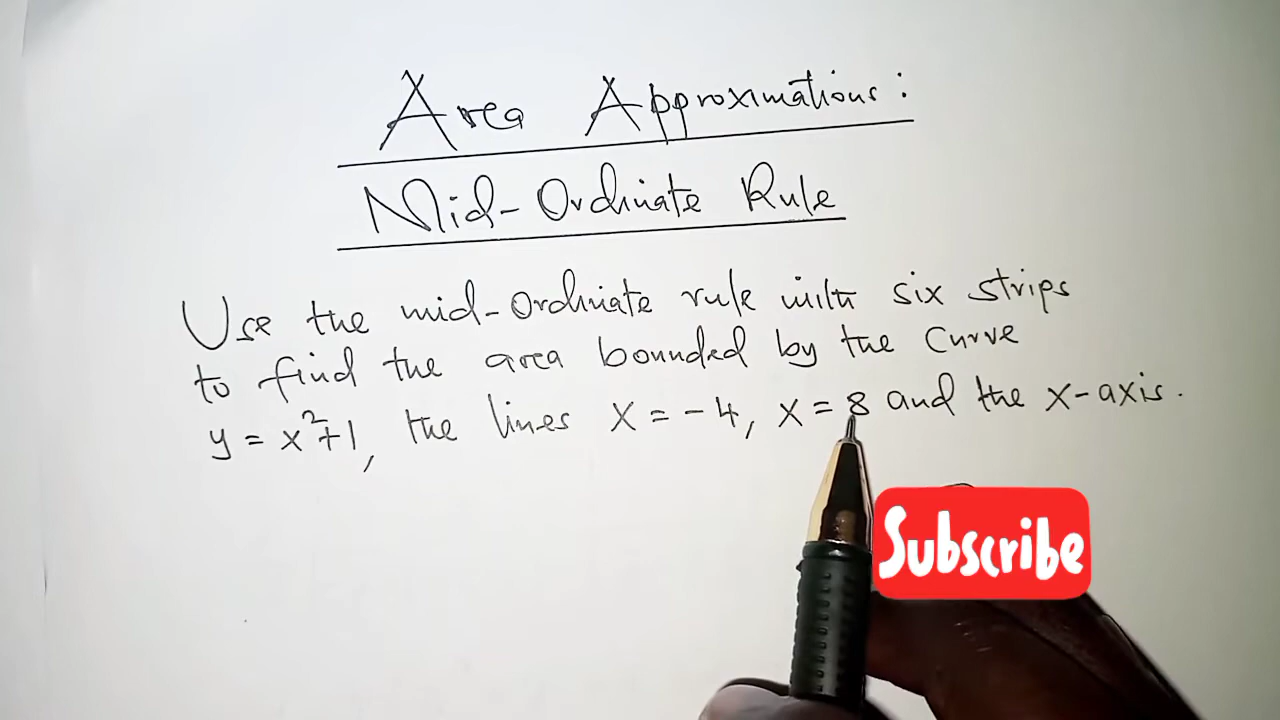 Area Approximations:
Mid-Ordinate Rule
Use the mid-Ordinate rule with six strips
to find the area bounded by the curve
y = x²+1, the lines x = -4, x = 8 and the x-axis.
Subscribe